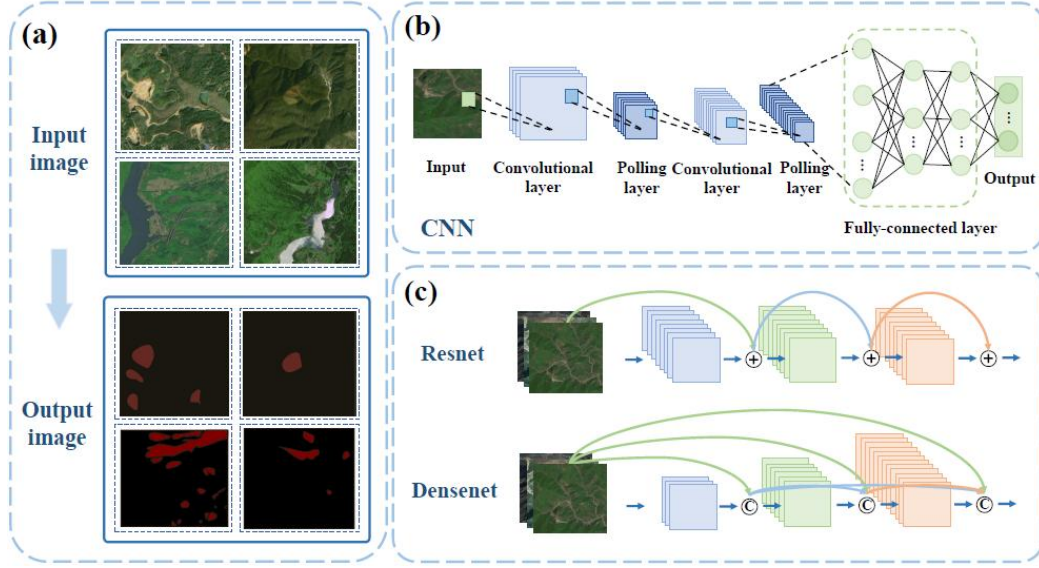 (a)
Input
image
Output
image
(b)
Input
Convolutional
layer
Polling
layer
Convolutional
layer
Polling
layer
Fully-connected layer
Output
CNN
(c)
Resnet
+
+
+
Densenet
C
C
C